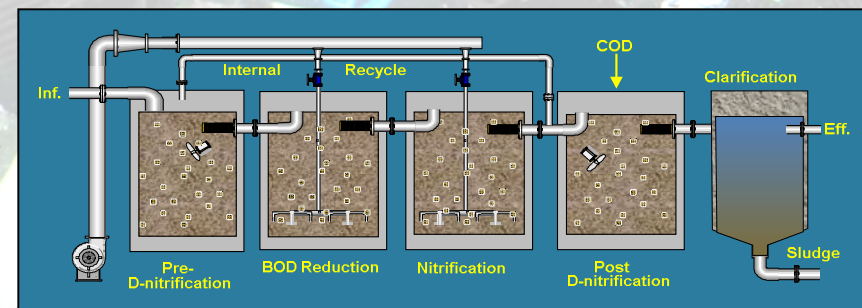 COD
Internal Recycle
Clarification
Inf.
Eff.
Pre-
D-nitrification
BOD Reduction
Nitrification
Post
D-nitrification
Sludge